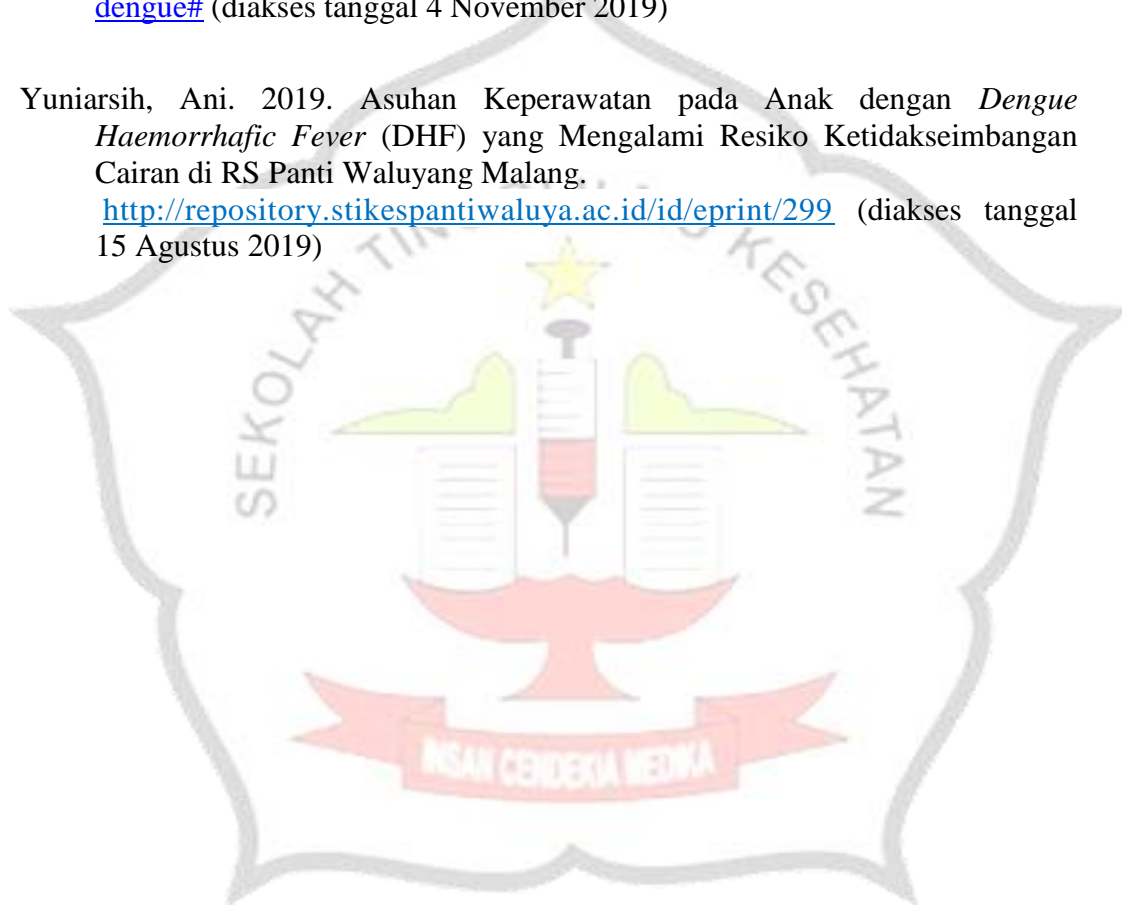 dengue# (diakses tanggal 4 November 2019)
Yuniarsih, Ani. 2019. Asuhan Keperawatan pada Anak dengan Dengue
Haemorrhafic Fever (DHF) yang Mengalami Resiko Ketidakseimbangan
Cairan di RS Panti Waluyang Malang.
http://repository.stikespantiwaluya.ac.id/id/eprint/299 (diakses tanggal
15 Agustus 2019)
SEKOLAH TINGGI ILMU KESEHATAN
INSAN CENDEKIA MEDIKA